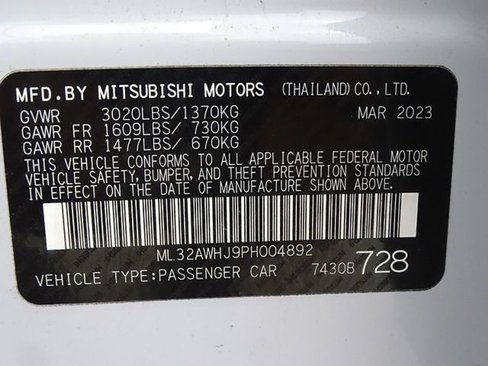 MFD.BY MITSUBISHI MOTORS (THAILAND) CO., LTD.
GVWR 3020LBS/1370KG MAR 2023
GAWR FR 1609LBS/ 730KG
GAWR RR 1477LBS/ 670KG
THIS VEHICLE CONFORMS TO ALL APPLICABLE FEDERAL MOTOR
VEHICLE SAFETY, BUMPER, AND THEFT PREVENTION STANDARDS
IN EFFECT ON THE DATE OF MANUFACTURE SHOWN ABOVE.
ML32AWHJ9PH004892
VEHICLE TYPE:PASSENGER CAR 7430B 728